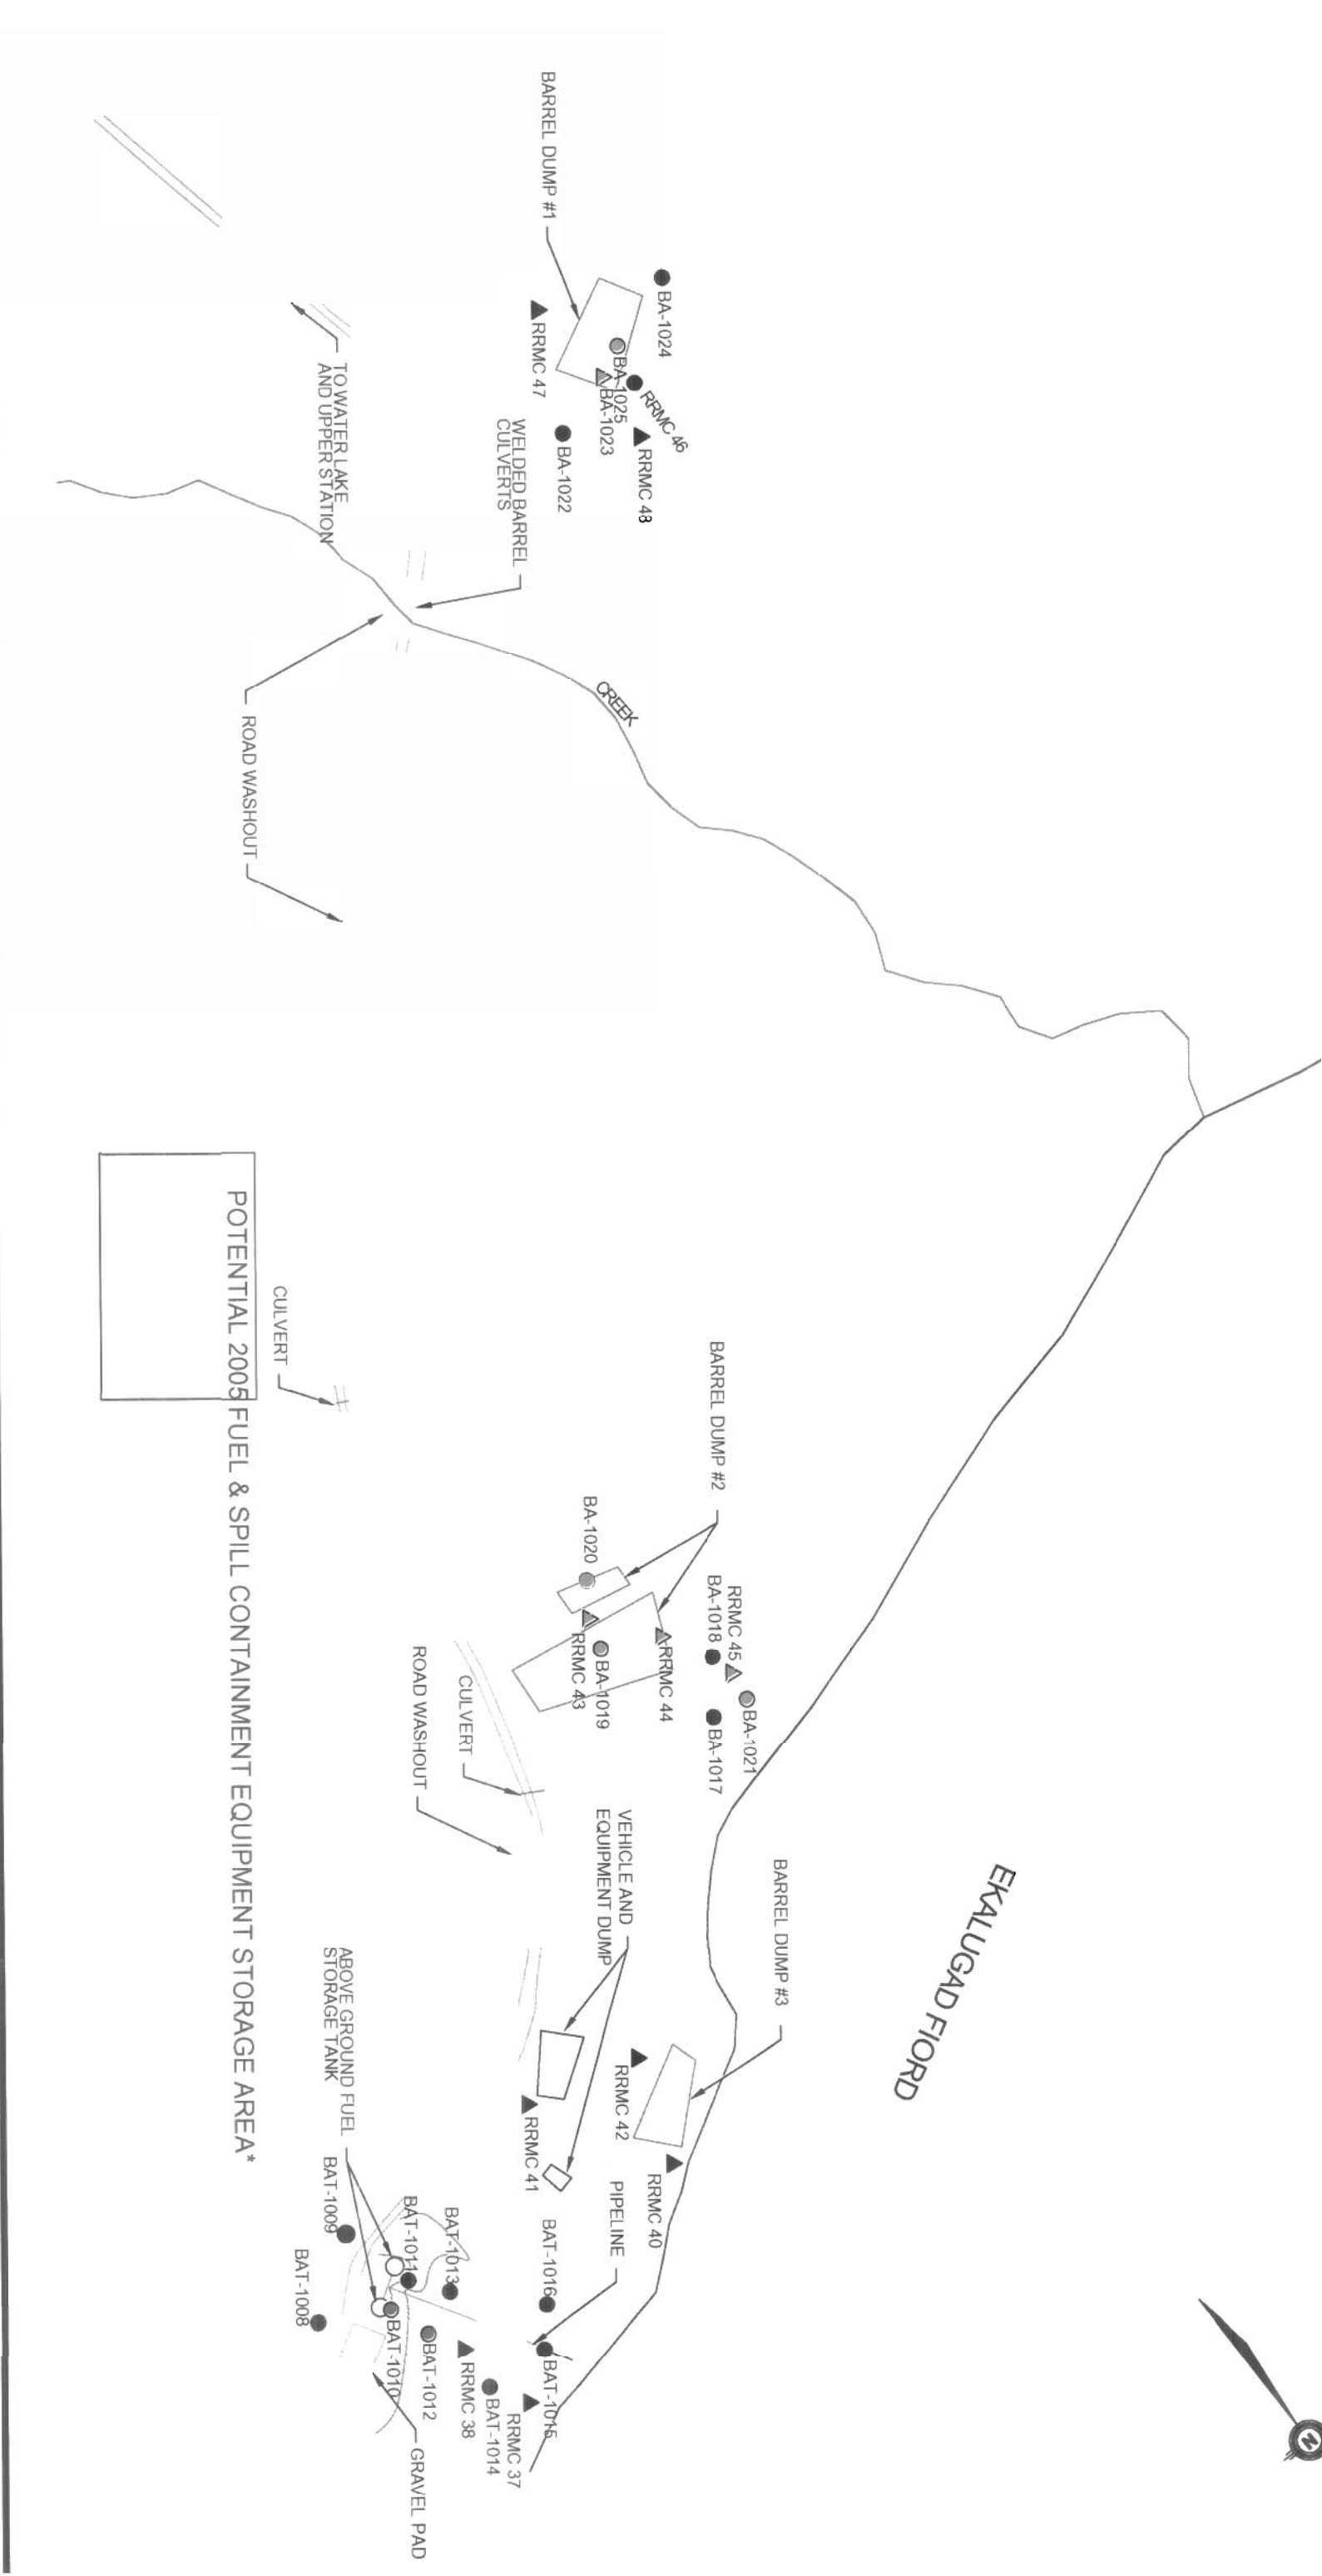 BARREL DUMP #1
BA-1024
BA-1025
BA-1023
RRMC 46
RRMC 47
RRMC 48
BA-1022
WELDED BARREL
CULVERTS
TO WATER LAKE
AND UPPER STATION
ROAD WASHOUT
CREEK
POTENTIAL 2005 FUEL & SPILL CONTAINMENT EQUIPMENT STORAGE AREA*
CULVERT
BARREL DUMP #2
BA-1020
RRMC 43
BA-1019
RRMC 44
RRMC 45
BA-1018
BA-1021
BA-1017
CULVERT
ROAD WASHOUT
VEHICLE AND
EQUIPMENT DUMP
BARREL DUMP #3
EKALUGAD FIORD
RRMC 42
RRMC 41
RRMC 40
PIPELINE
ABOVE GROUND FUEL
STORAGE TANK
BAT-1009
BAT-1008
BAT-1011
BAT-1013
BAT-1016
BAT-1010
BAT-1012
RRMC 38
BAT-1014
RRMC 37
BAT-1015
GRAVEL PAD
N